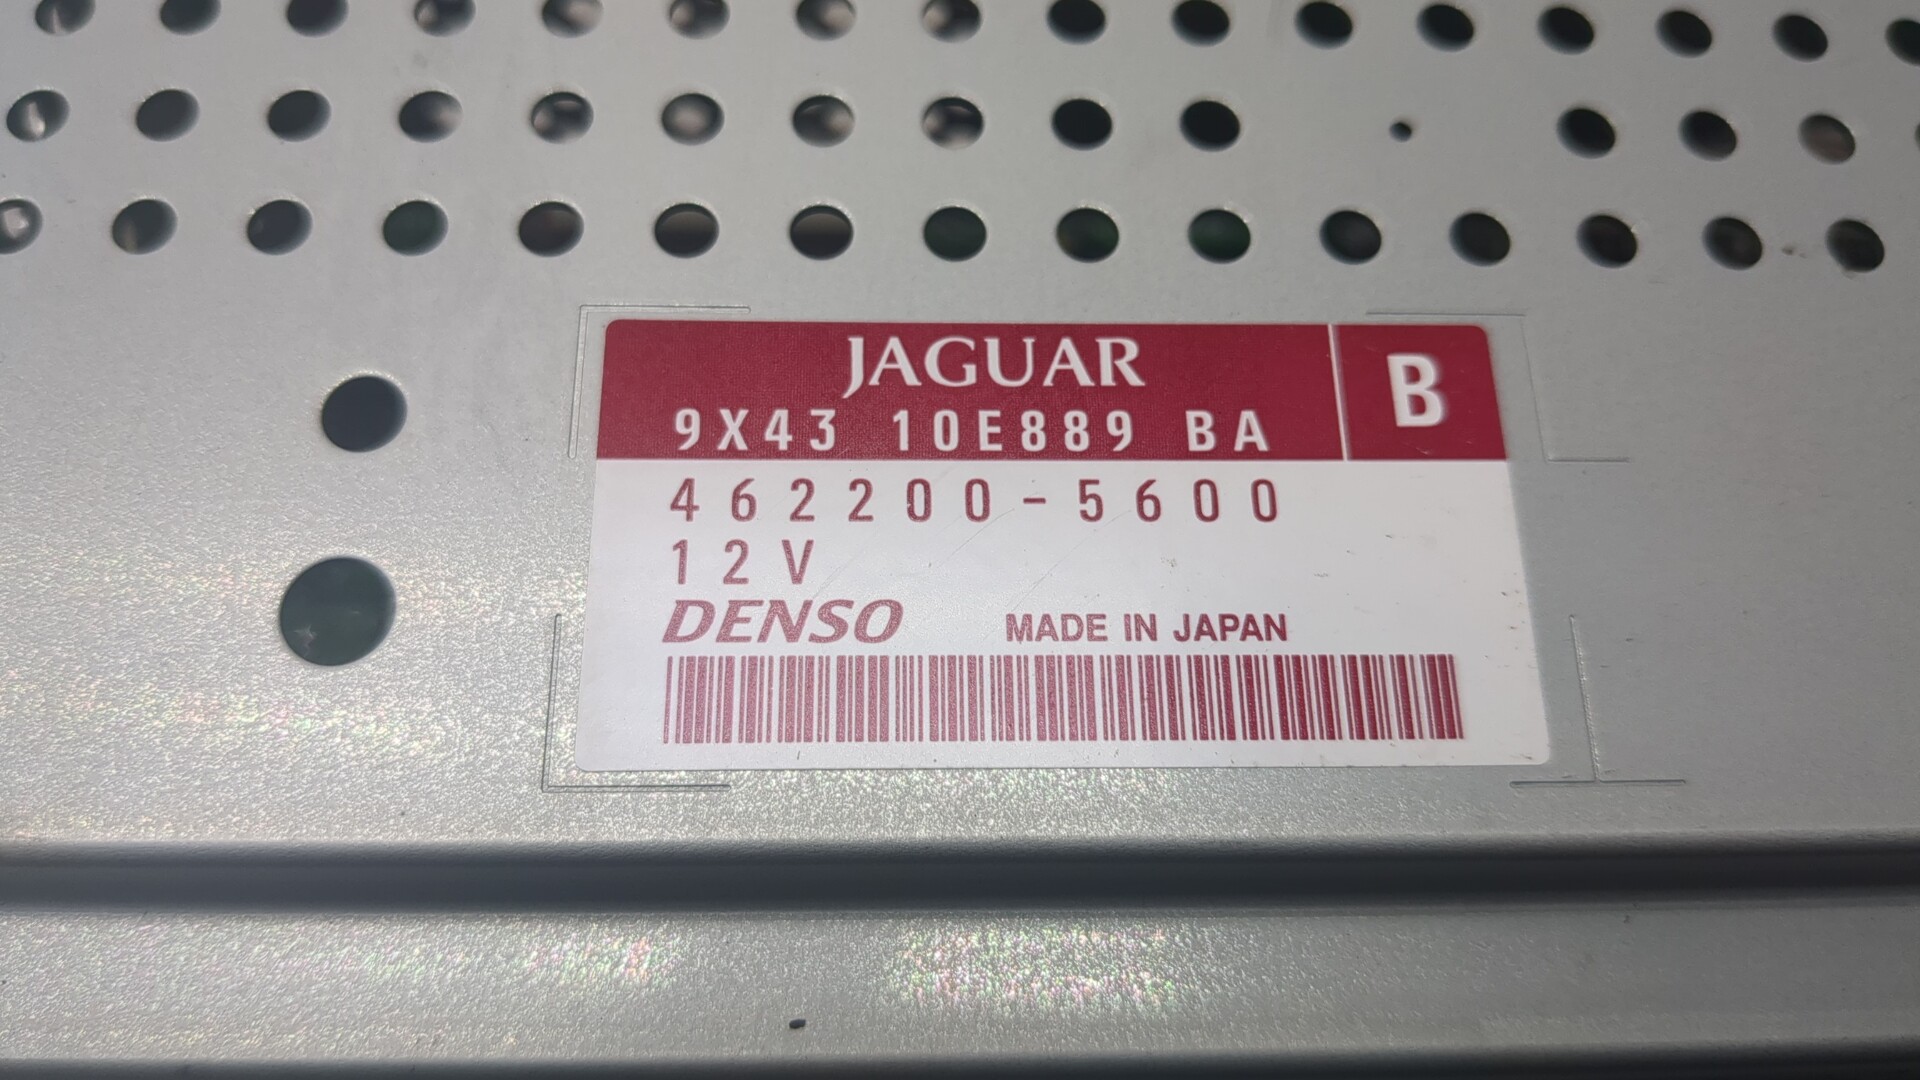 JAGUAR
9X43 10E889 BA
B
462200-5600
12V
DENSO MADE IN JAPAN